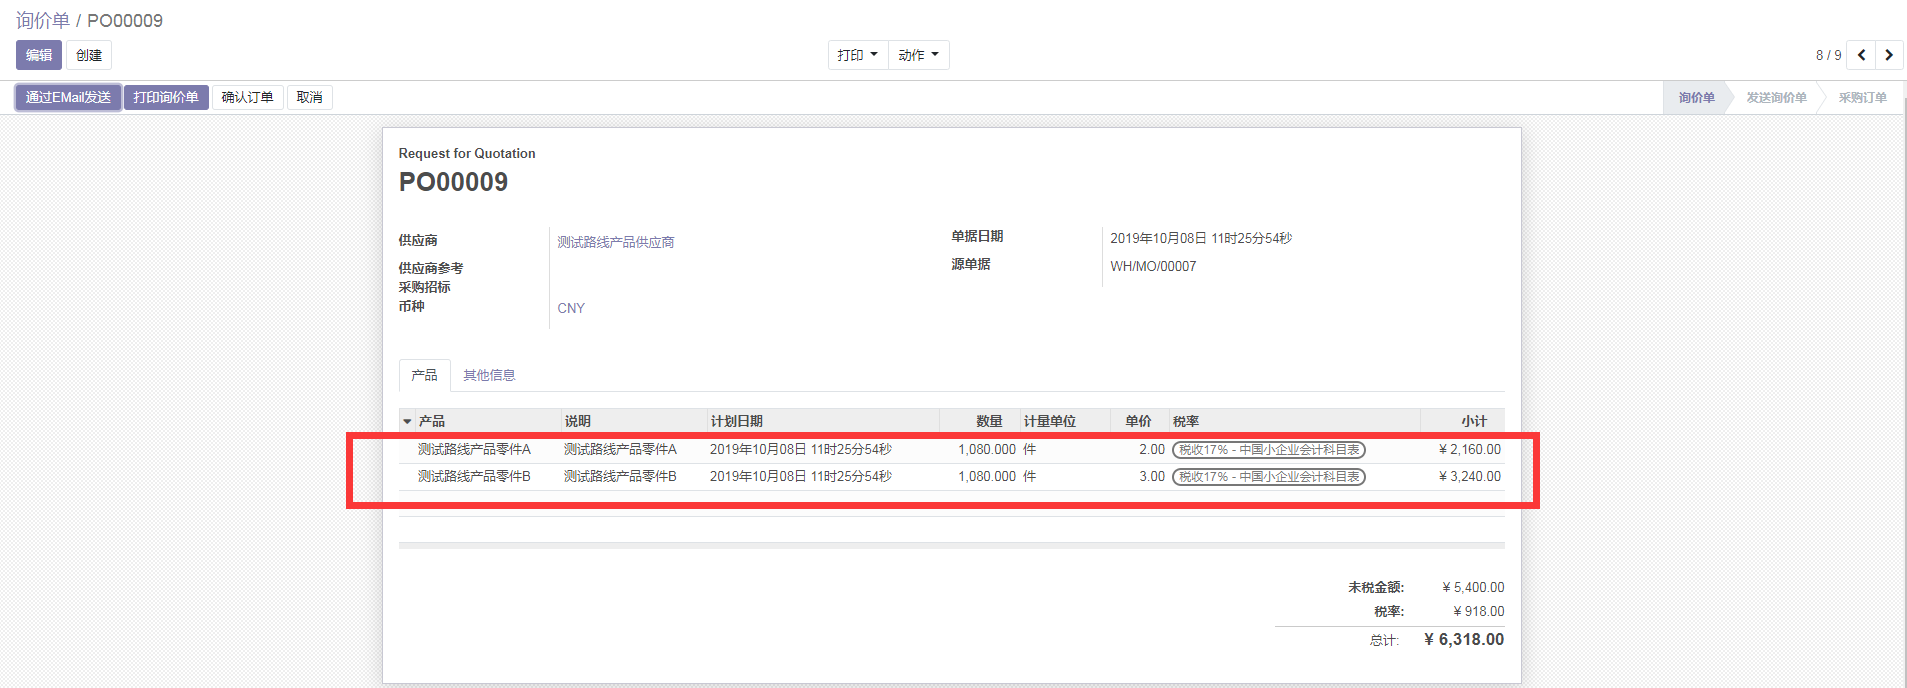 询价单 / PO00009
编辑 创建 打印 动作 8 / 9
通过EMail发送 打印询价单 确认订单 取消 询价单 发送询价单 采购订单
Request for Quotation
PO00009
供应商 测试路线产品供应商 单据日期 2019年10月08日 11时25分54秒
供应商参考 源单据 WH/MO/00007
采购招标
币种 CNY
产品 其他信息
产品 说明 计划日期 数量 计量单位 单价 税率 小计
测试路线产品零件A 测试路线产品零件A 2019年10月08日 11时25分54秒 1,080.000 件 2.00 税收17% - 中国小企业会计科目表 ¥ 2,160.00
测试路线产品零件B 测试路线产品零件B 2019年10月08日 11时25分54秒 1,080.000 件 3.00 税收17% - 中国小企业会计科目表 ¥ 3,240.00
未税金额: ¥ 5,400.00
税率: ¥ 918.00
总计: ¥ 6,318.00